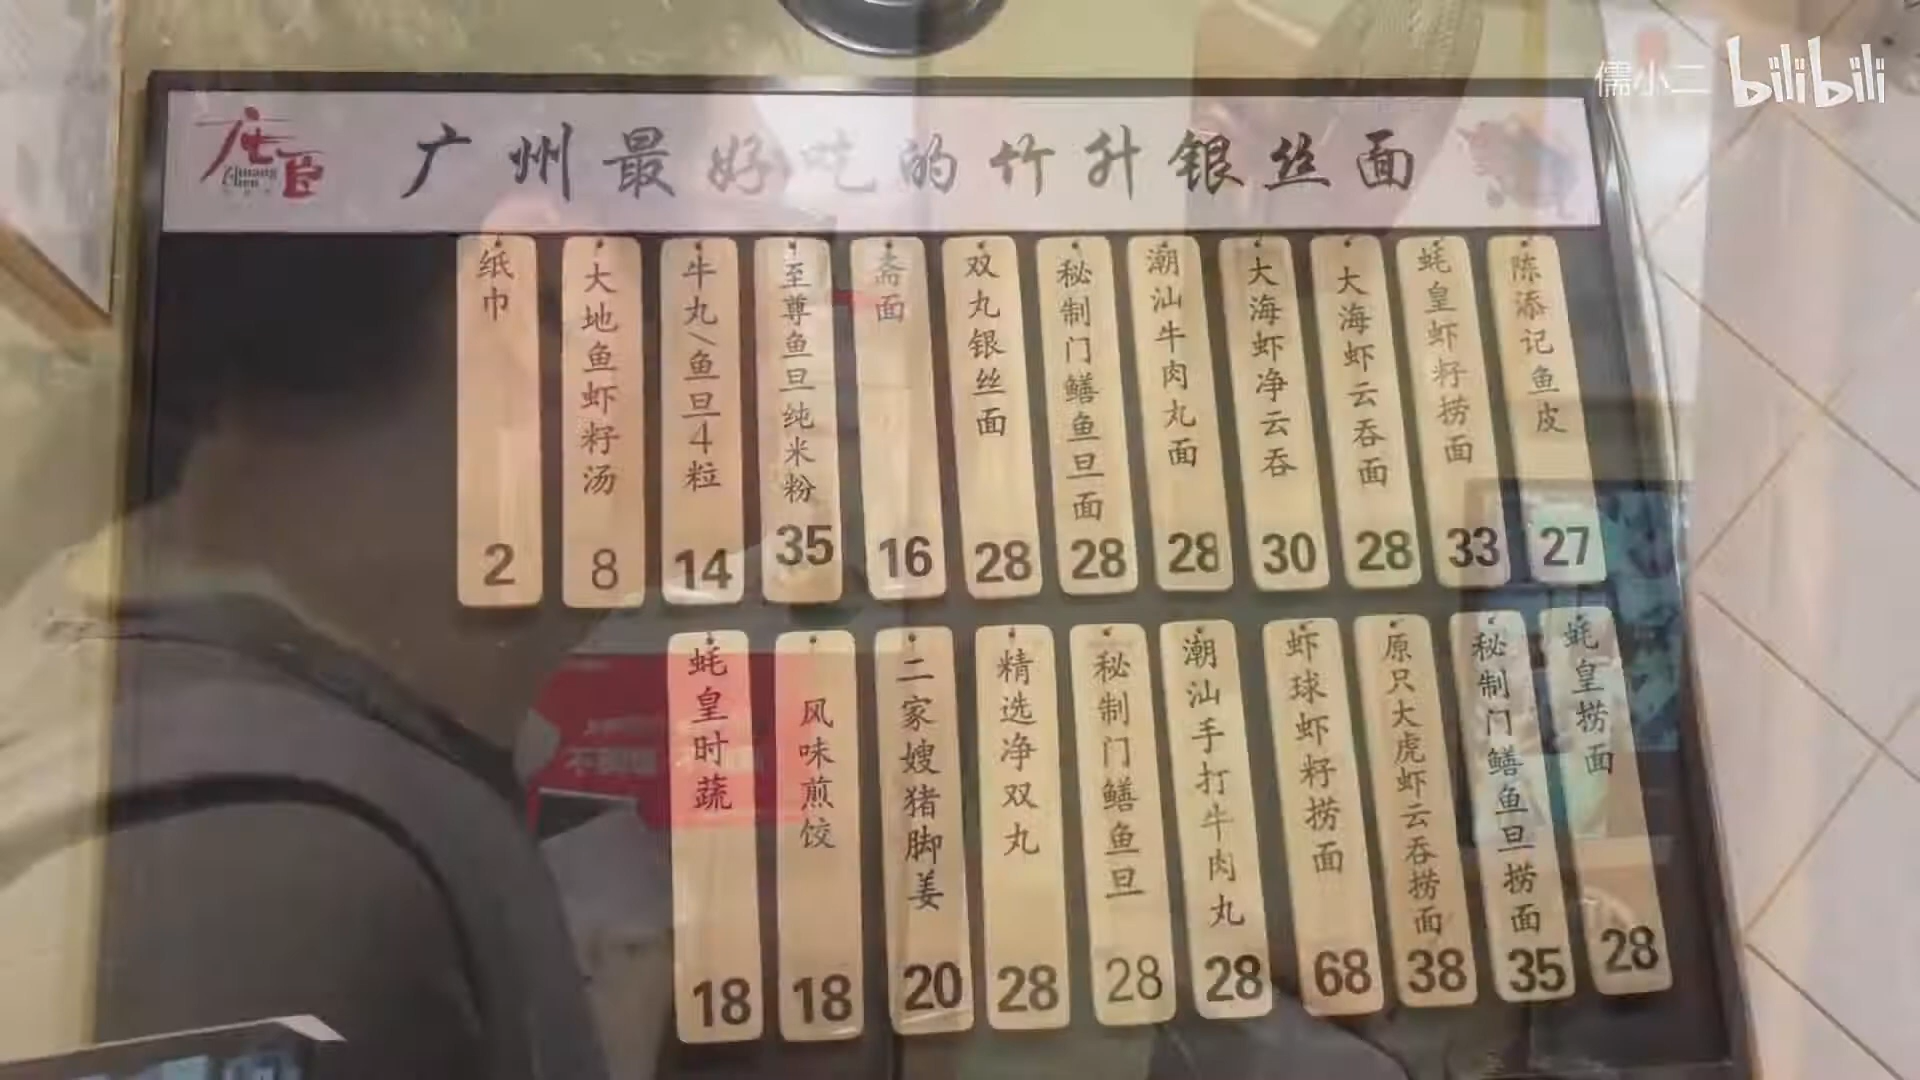 儒小二 bilibili
广州最好吃的竹升银丝面
纸巾 2
大地鱼虾籽汤 8
牛丸\鱼旦4粒 14
至尊鱼旦纯米粉 35
斋面 16
双丸银丝面 28
秘制门鳝鱼旦面 28
潮汕牛肉丸面 28
大海虾净云吞 30
大海虾云吞面 28
蚝皇虾籽捞面 33
陈添记鱼皮 27
蚝皇时蔬 18
风味煎饺 18
二家嫂猪脚姜 20
精选净双丸 28
秘制门鳝鱼旦 28
潮汕手打牛肉丸 28
虾球虾籽捞面 68
原只大虎虾云吞捞面 38
秘制门鳝鱼旦捞面 35
蚝皇捞面 28